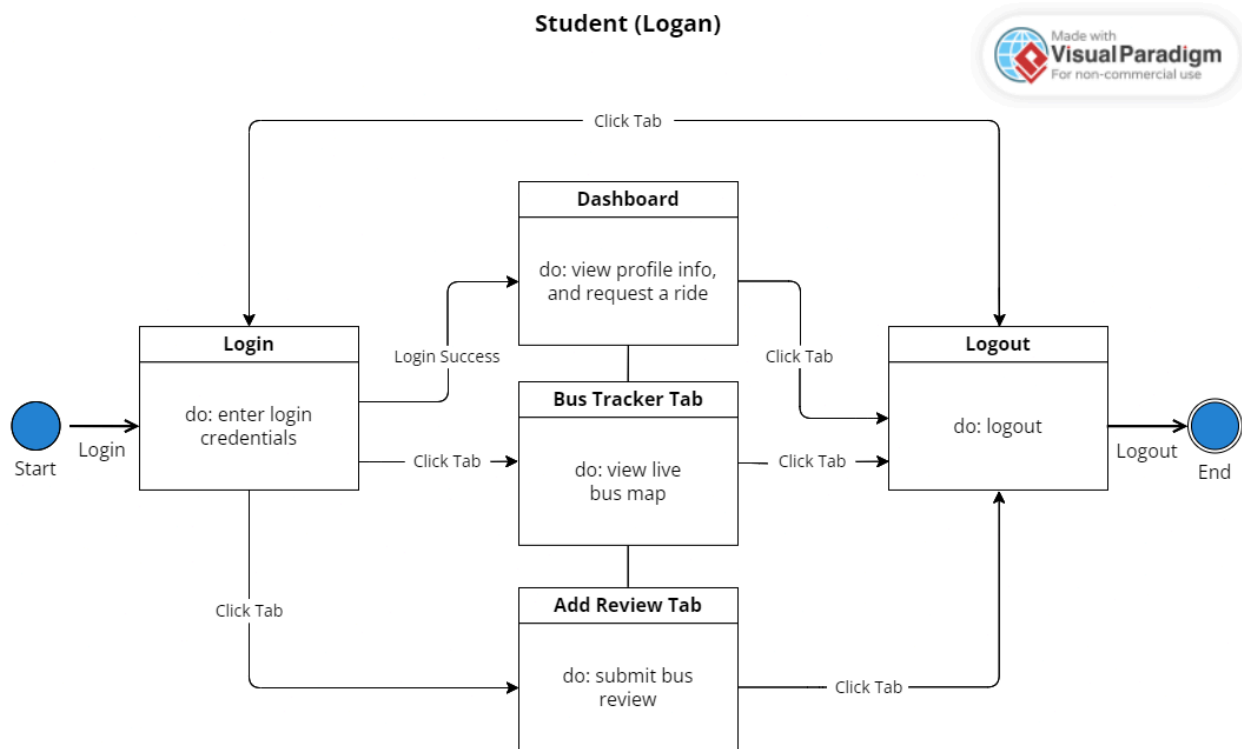 Student (Logan)
Made with
Visual Paradigm
For non-commercial use
Click Tab
Dashboard
do: view profile info,
and request a ride
Login
do: enter login
credentials
Login Success
Click Tab
Logout
do: logout
Bus Tracker Tab
do: view live
bus map
Start
Login
Click Tab
Click Tab
Logout
End
Click Tab
Add Review Tab
do: submit bus
review
Click Tab